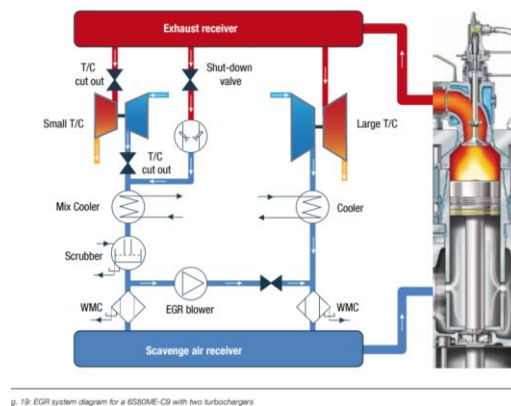 Exhaust receiver
T/C
cut out
Shut-down
valve
Small T/C
Large T/C
T/C
cut out
Mix Cooler
Cooler
Scrubber
WMC
EGR blower
WMC
Scavenge air receiver
g. 19: EGR system diagram for a 6S80ME-C9 with two turbochargers